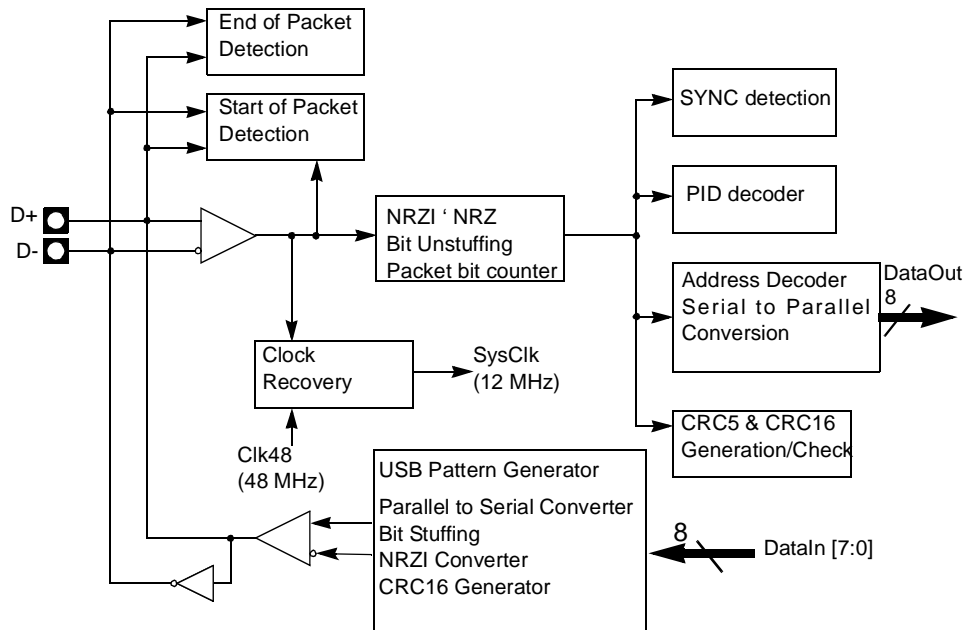 End of Packet
Detection
Start of Packet
Detection
SYNC detection
PID decoder
D+
D-
NRZI ‘ NRZ
Bit Unstuffing
Packet bit counter
Address Decoder
Serial to Parallel
Conversion
DataOut
8
Clock
Recovery
SysClk
(12 MHz)
CRC5 & CRC16
Generation/Check
Clk48
(48 MHz)
USB Pattern Generator
Parallel to Serial Converter
Bit Stuffing
NRZI Converter
CRC16 Generator
8
DataIn [7:0]